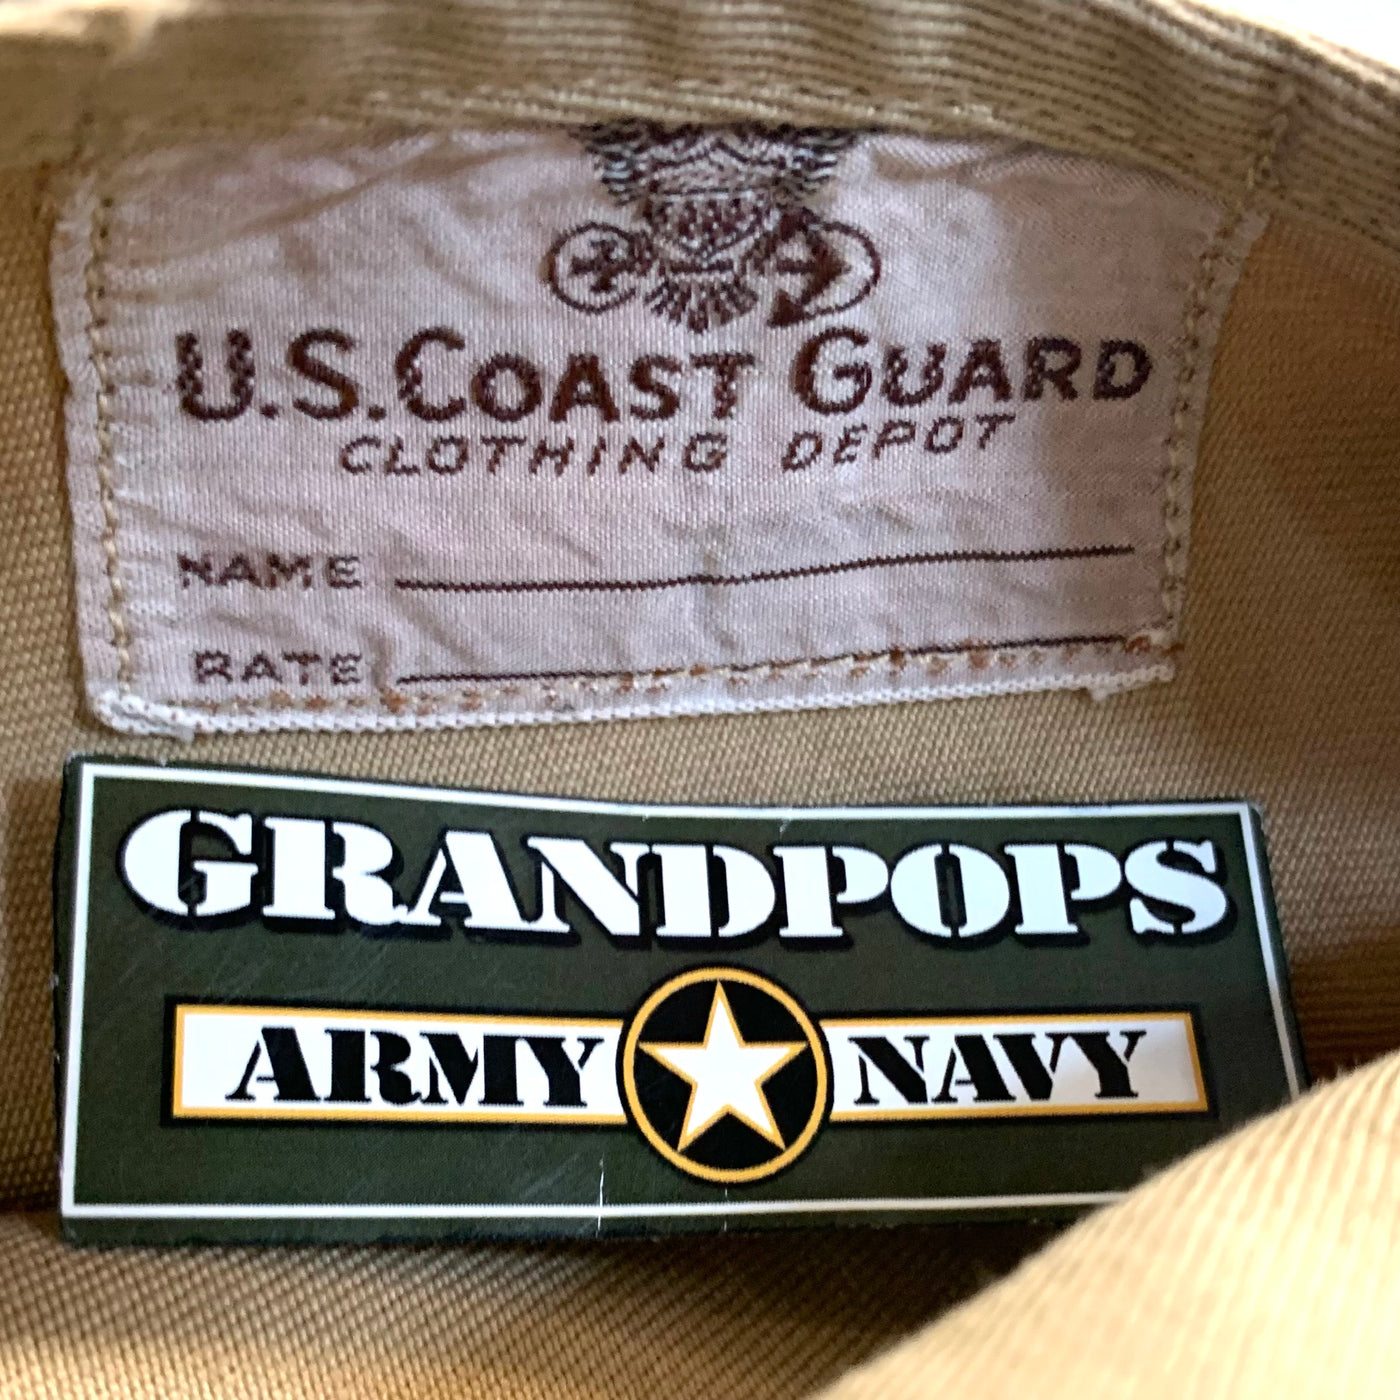 U.S. COAST GUARD
CLOTHING DEPOT
NAME
RATE
GRANDPOPS
ARMY NAVY